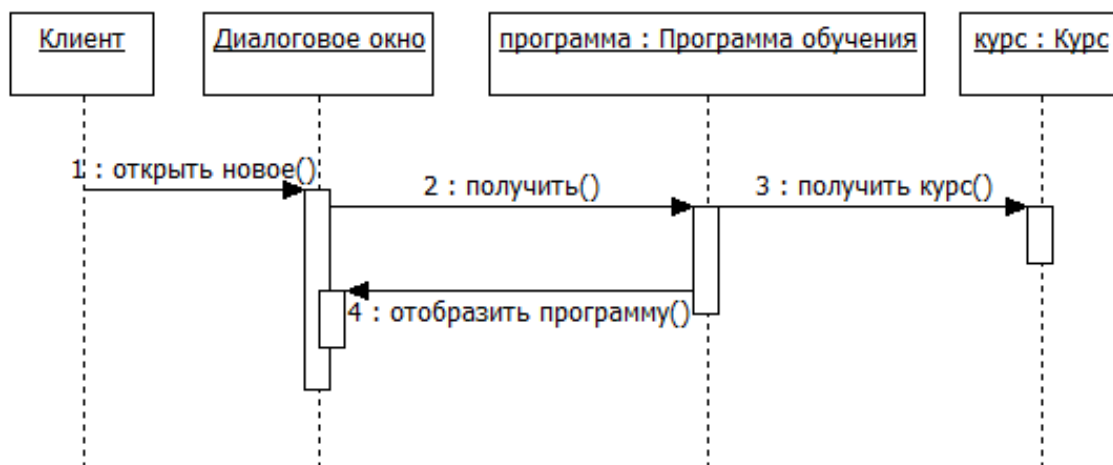 Клиент
Диалоговое окно
программа : Программа обучения
курс : Курс
1 : открыть новое()
2 : получить()
3 : получить курс()
4 : отобразить программу()